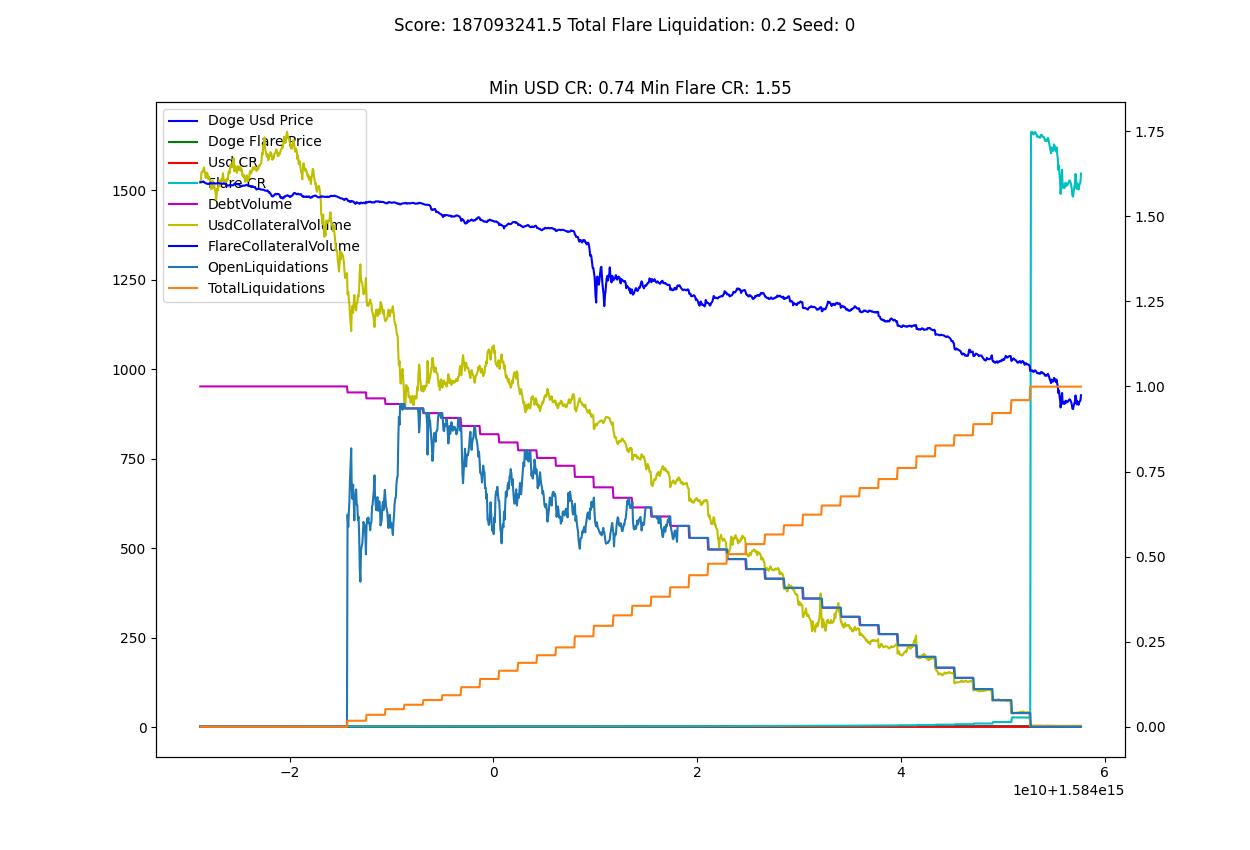 Score: 187093241.5 Total Flare Liquidation: 0.2 Seed: 0
Min USD CR: 0.74 Min Flare CR: 1.55
Doge Usd Price
Doge Flare Price
Usd CR
Flare CR
DebtVolume
UsdCollateralVolume
FlareCollateralVolume
OpenLiquidations
TotalLiquidations
1500
1250
1000
750
500
250
0
1.75
1.50
1.25
1.00
0.75
0.50
0.25
0.00
−2
0
2
4
6
1e10+1.584e15